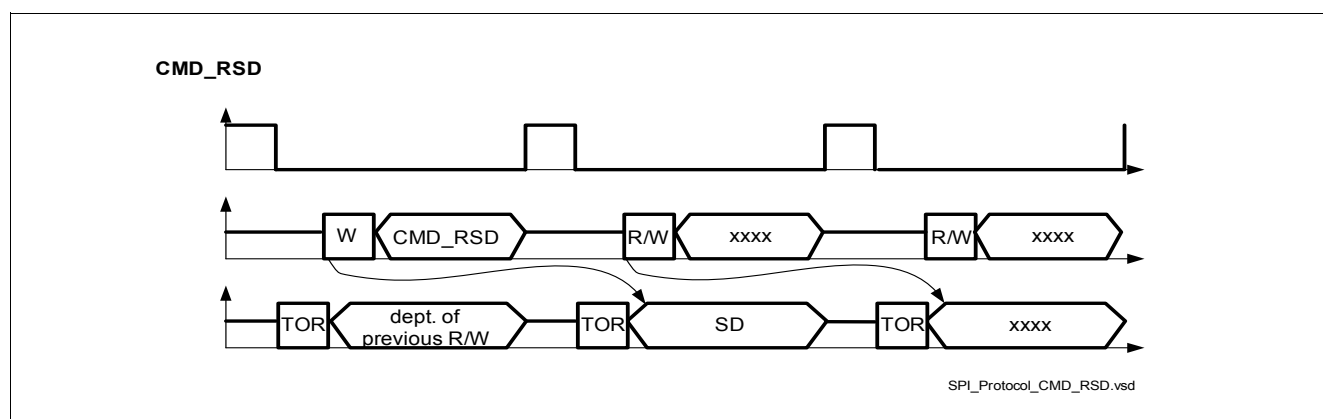 CMD_RSD
W CMD_RSD R/W xxxx R/W xxxx
TOR dept. of previous R/W TOR SD TOR xxxx
SPI_Protocol_CMD_RSD.vsd